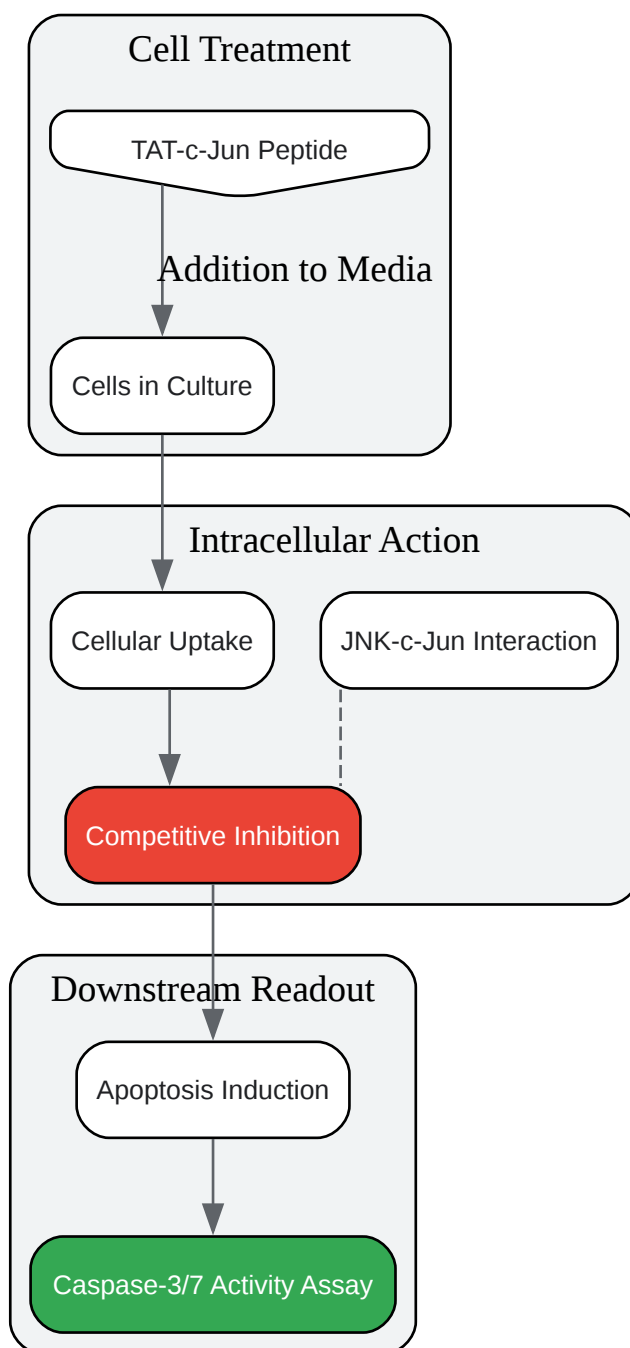 Cell Treatment
TAT-c-Jun Peptide
Addition to Media
Cells in Culture
Intracellular Action
Cellular Uptake
JNK-c-Jun Interaction
Competitive Inhibition
Downstream Readout
Apoptosis Induction
Caspase-3/7 Activity Assay